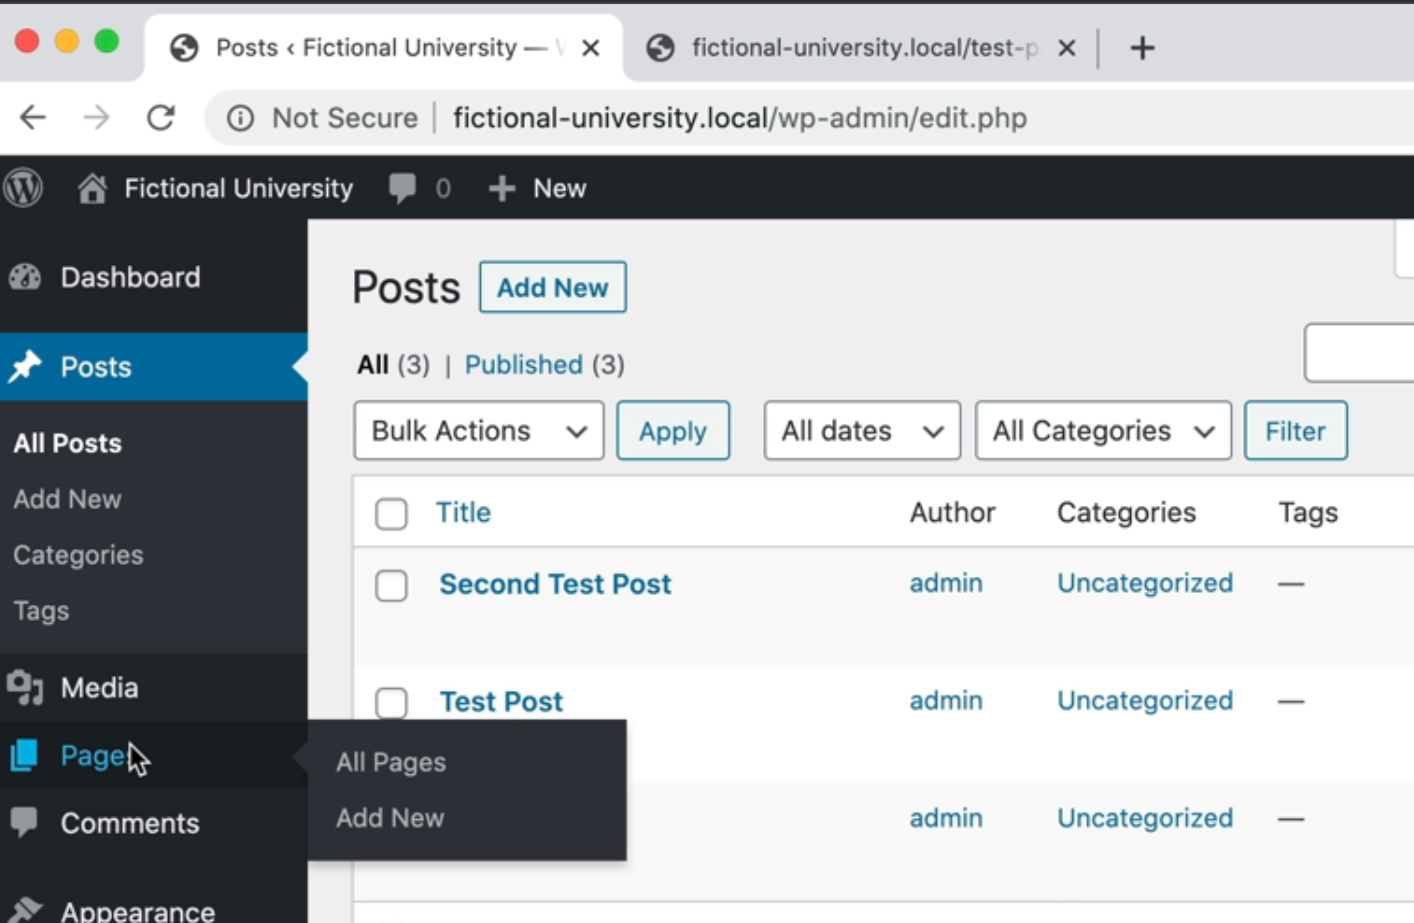 Posts ‹ Fictional University —
fictional-university.local/test-p
Not Secure | fictional-university.local/wp-admin/edit.php
Fictional University 0 + New
Dashboard
Posts
All Posts
Add New
Categories
Tags
Media
Pages
Comments
Appearance
Posts Add New
All (3) | Published (3)
Bulk Actions Apply All dates All Categories Filter
Title Author Categories Tags
Second Test Post admin Uncategorized —
Test Post admin Uncategorized —
admin Uncategorized —
All Pages
Add New